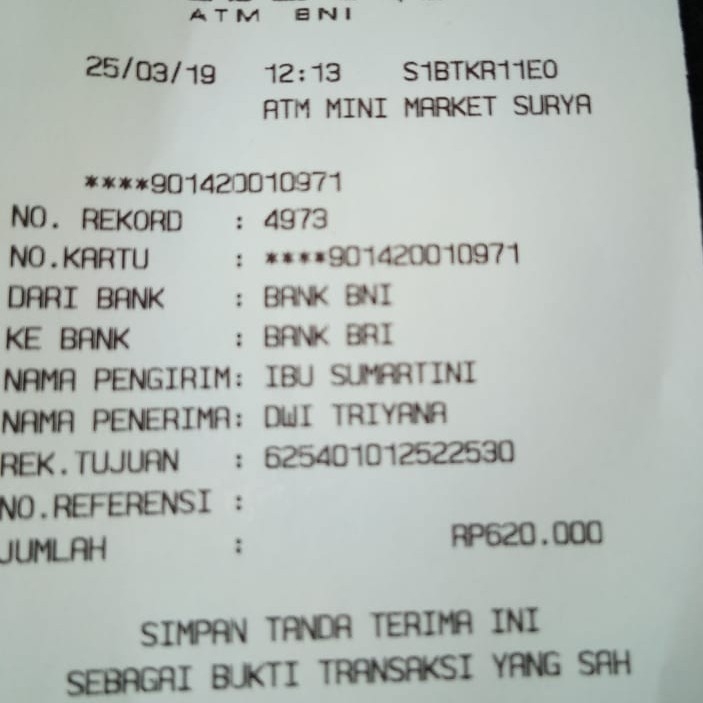 ATM BNI
25/03/19 12:13 S1BTKR11E0
ATM MINI MARKET SURYA
****901420010971
NO. REKORD : 4973
NO.KARTU : ****901420010971
DARI BANK : BANK BNI
KE BANK : BANK BRI
NAMA PENGIRIM: IBU SUMARTINI
NAMA PENERIMA: DWI TRIYANA
REK.TUJUAN : 625401012522530
NO.REFERENSI :
JUMLAH : RP620.000
SIMPAN TANDA TERIMA INI
SEBAGAI BUKTI TRANSAKSI YANG SAH